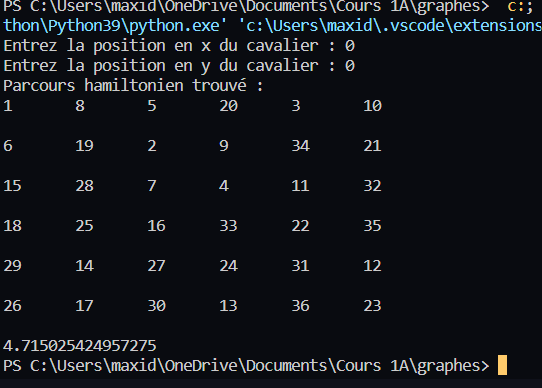 PS C:\Users\maxid\OneDrive\Documents\Cours 1A\graphes>  c:;
thon\Python39\python.exe' 'c:\Users\maxid\.vscode\extensions
Entrez la position en x du cavalier : 0
Entrez la position en y du cavalier : 0
Parcours hamiltonien trouvé :
1 8 5 20 3 10
6 19 2 9 34 21
15 28 7 4 11 32
18 25 16 33 22 35
29 14 27 24 31 12
26 17 30 13 36 23
4.715025424957275
PS C:\Users\maxid\OneDrive\Documents\Cours 1A\graphes>